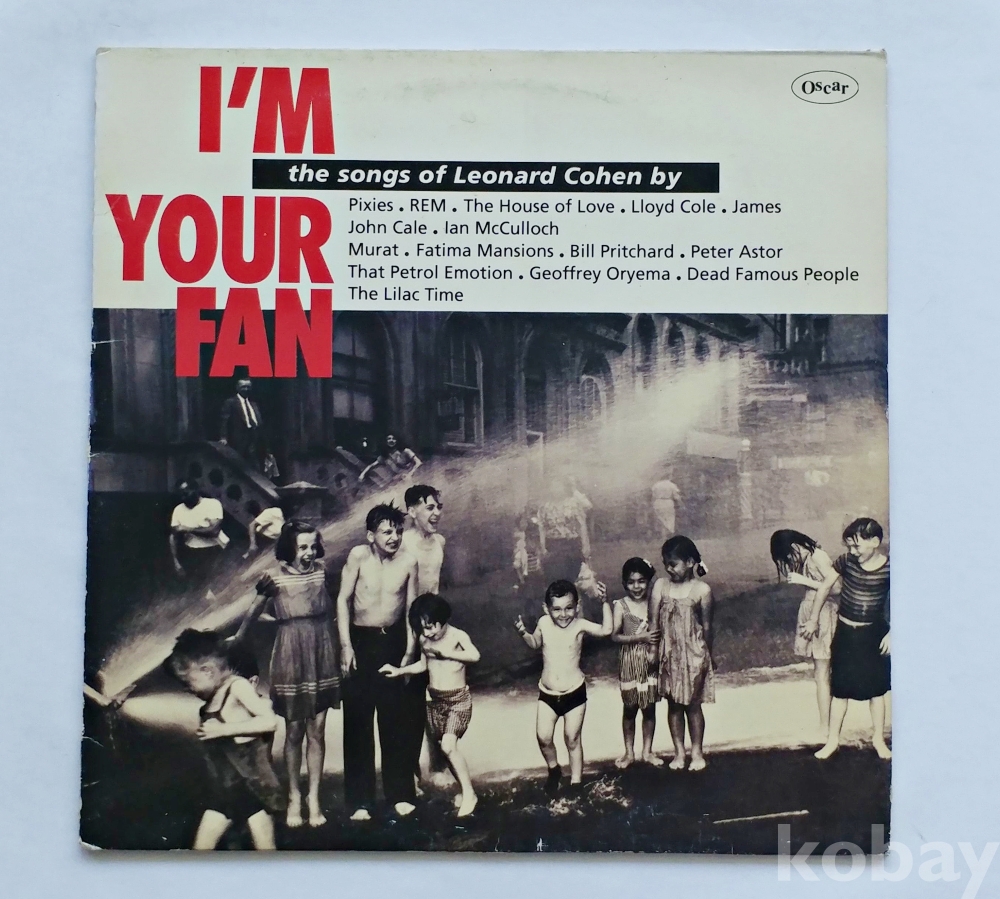 I'M
Oscar
the songs of Leonard Cohen by
YOUR
Pixies . REM . The House of Love . Lloyd Cole . James
John Cale . Ian McCulloch
Murat . Fatima Mansions . Bill Pritchard . Peter Astor
That Petrol Emotion . Geoffrey Oryema . Dead Famous People
The Lilac Time
FAN
kobay